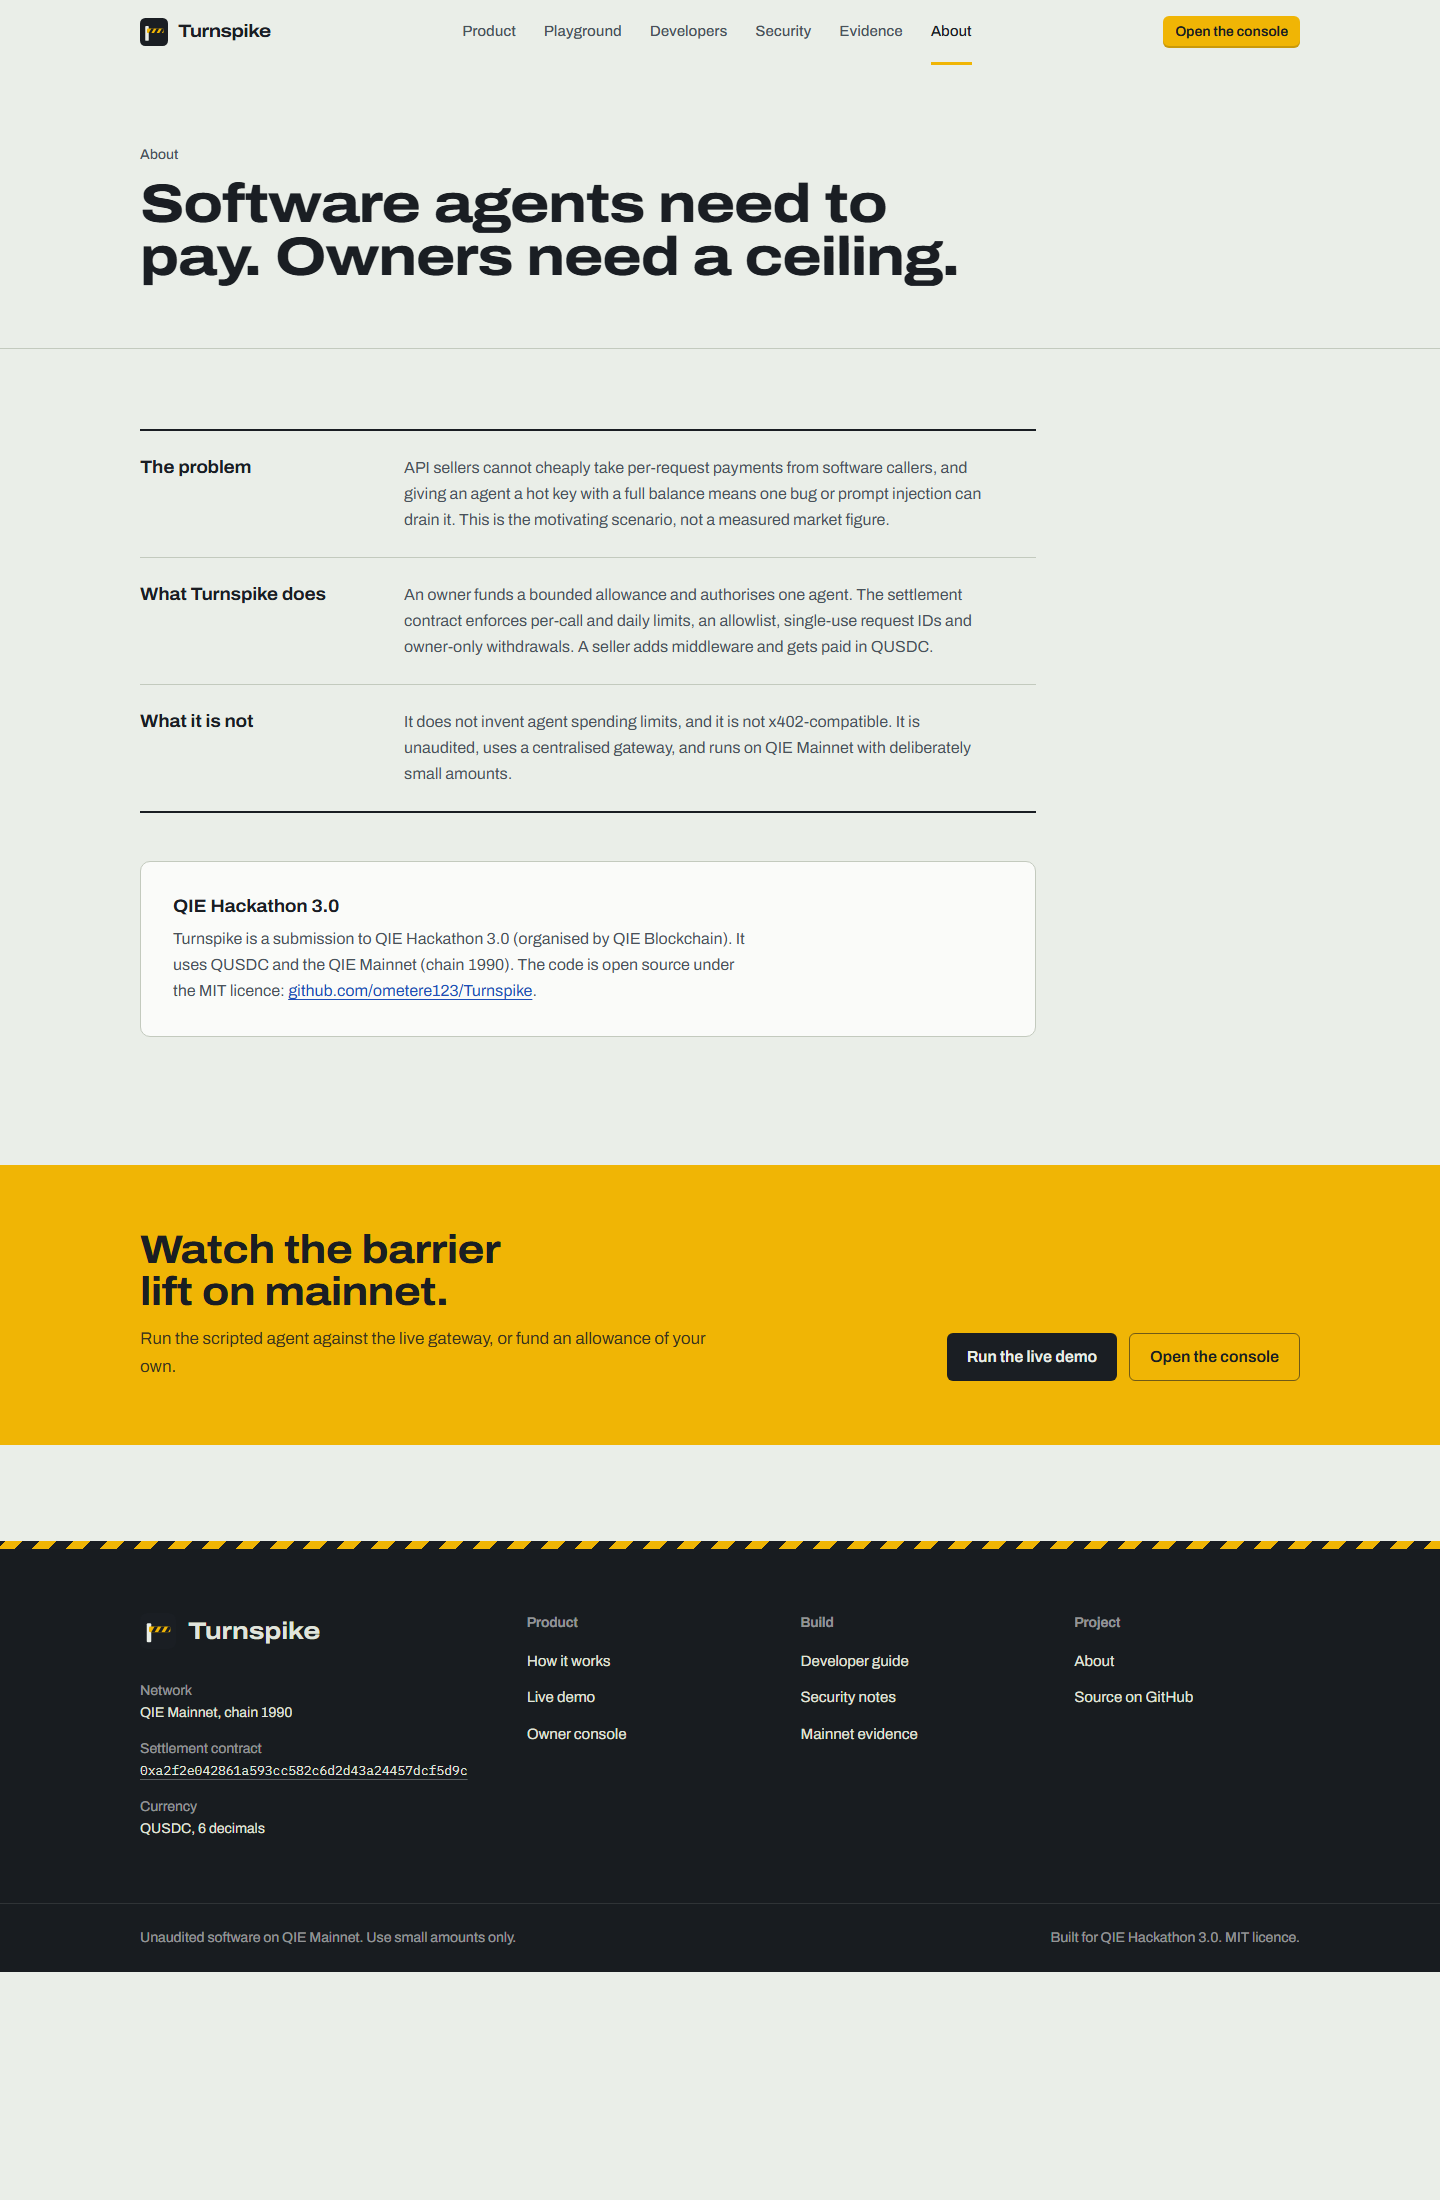 Turnspike
Product
Playground
Developers
Security
Evidence
About
Open the console
About
Software agents need to
pay. Owners need a ceiling.
The problem
API sellers cannot cheaply take per-request payments from software callers, and
giving an agent a hot key with a full balance means one bug or prompt injection can
drain it. This is the motivating scenario, not a measured market figure.
What Turnspike does
An owner funds a bounded allowance and authorises one agent. The settlement
contract enforces per-call and daily limits, an allowlist, single-use request IDs and
owner-only withdrawals. A seller adds middleware and gets paid in QUSDC.
What it is not
It does not invent agent spending limits, and it is not x402-compatible. It is
unaudited, uses a centralised gateway, and runs on QIE Mainnet with deliberately
small amounts.
QIE Hackathon 3.0
Turnspike is a submission to QIE Hackathon 3.0 (organised by QIE Blockchain). It
uses QUSDC and the QIE Mainnet (chain 1990). The code is open source under
the MIT licence: github.com/ometere123/Turnspike.
Watch the barrier
lift on mainnet.
Run the scripted agent against the live gateway, or fund an allowance of your
own.
Run the live demo
Open the console
Turnspike
Network
QIE Mainnet, chain 1990
Settlement contract
0xa2f2e042861a593cc582c6d2d43a24457dcf5d9c
Currency
QUSDC, 6 decimals
Product
How it works
Live demo
Owner console
Build
Developer guide
Security notes
Mainnet evidence
Project
About
Source on GitHub
Unaudited software on QIE Mainnet. Use small amounts only.
Built for QIE Hackathon 3.0. MIT licence.